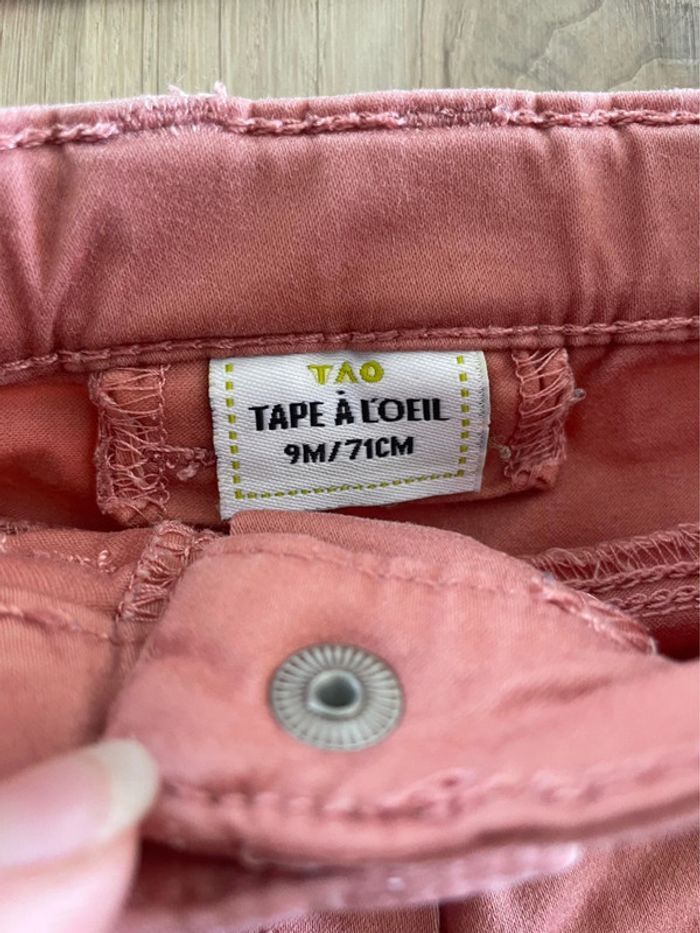 TAO
TAPE À L'OEIL
9M/71CM